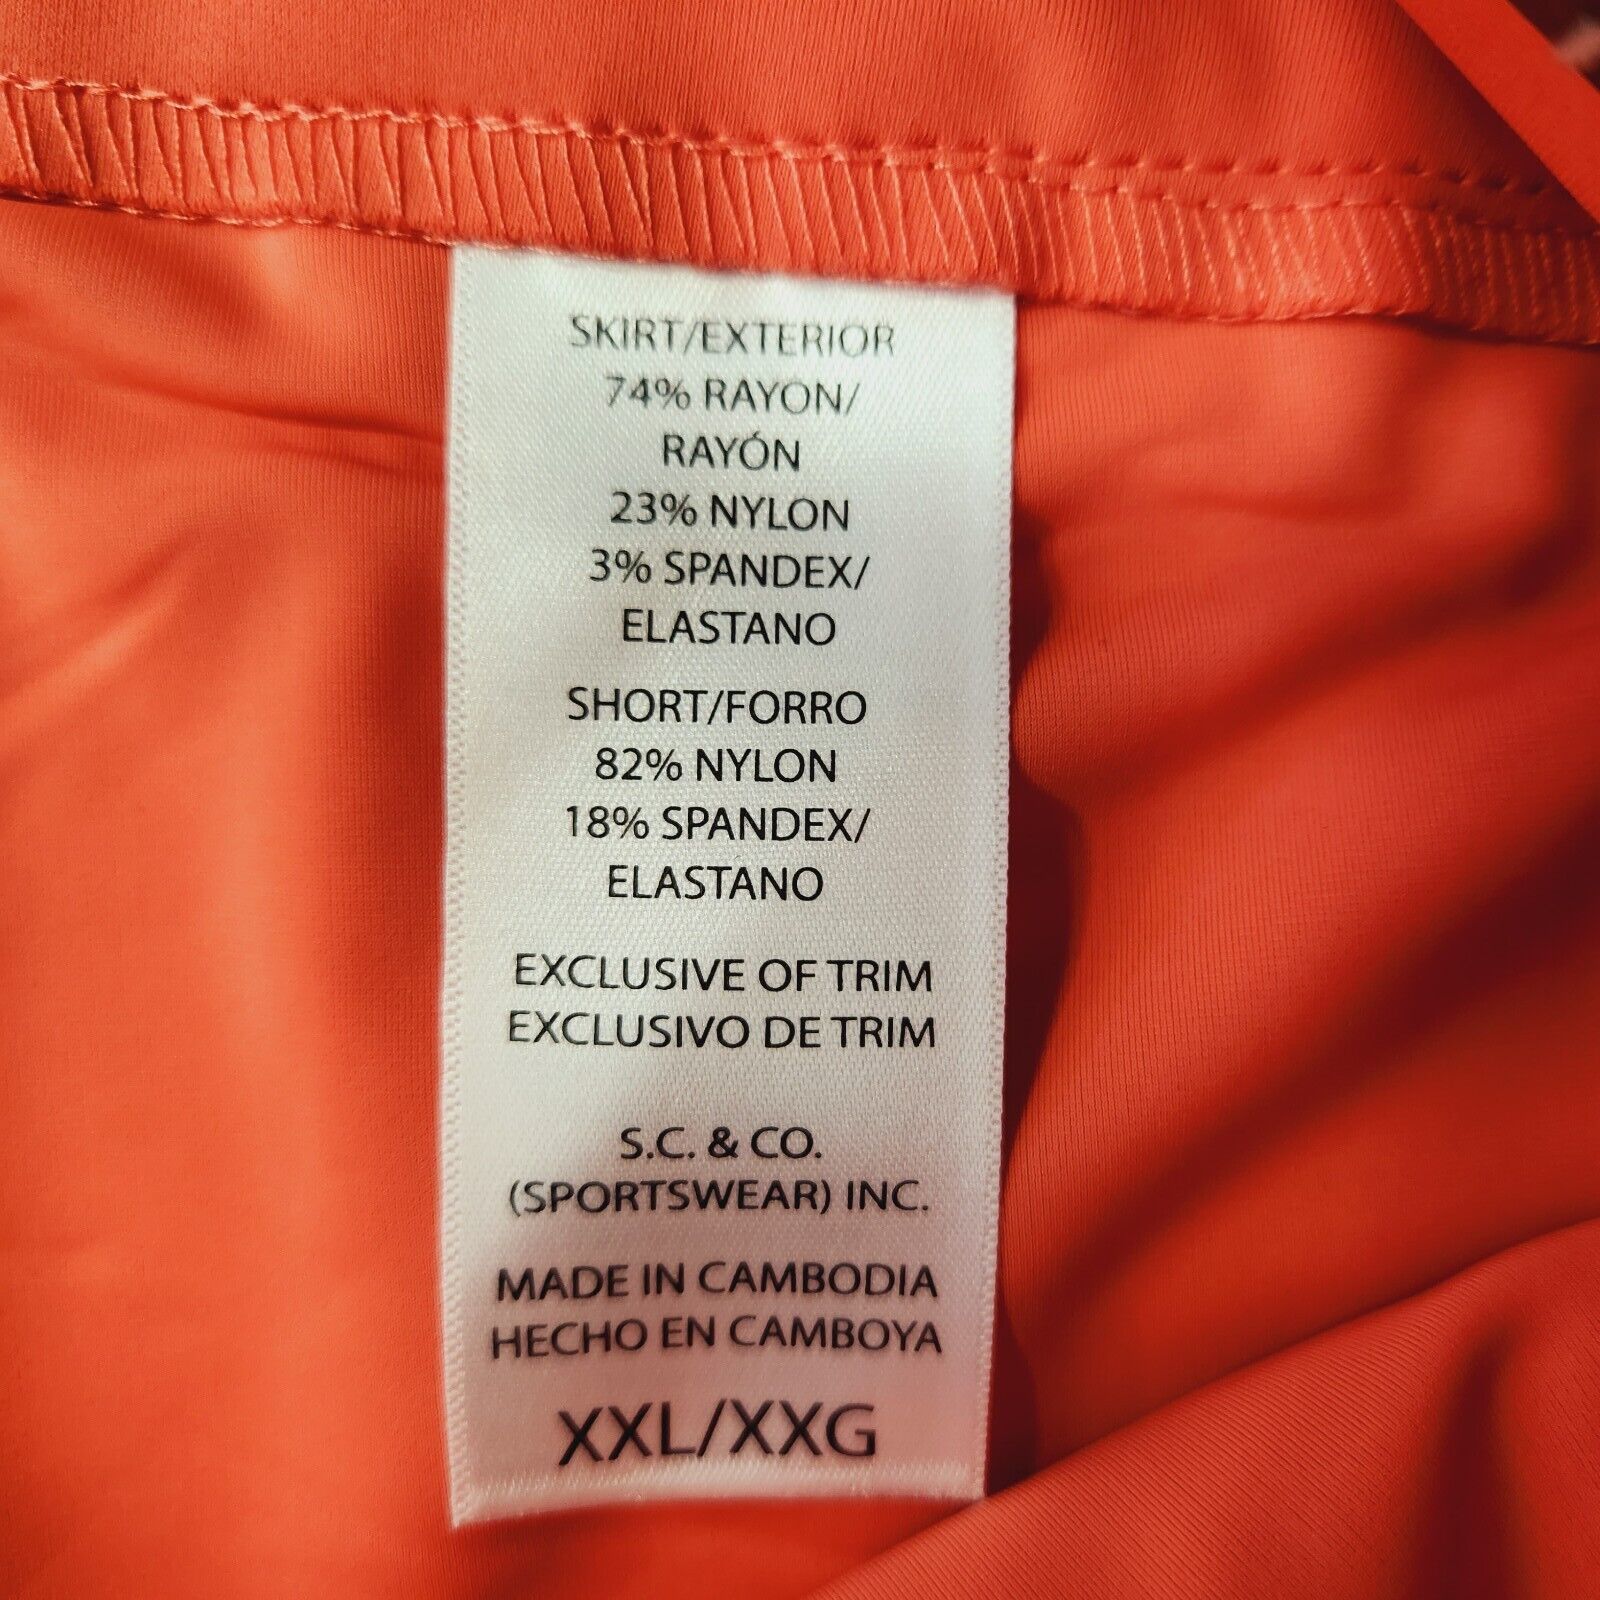 SKIRT/EXTERIOR
74% RAYON/
RAYÓN
23% NYLON
3% SPANDEX/
ELASTANO
SHORT/FORRO
82% NYLON
18% SPANDEX/
ELASTANO
EXCLUSIVE OF TRIM
EXCLUSIVO DE TRIM
S.C. & CO.
(SPORTSWEAR) INC.
MADE IN CAMBODIA
HECHO EN CAMBOYA
XXL/XXG